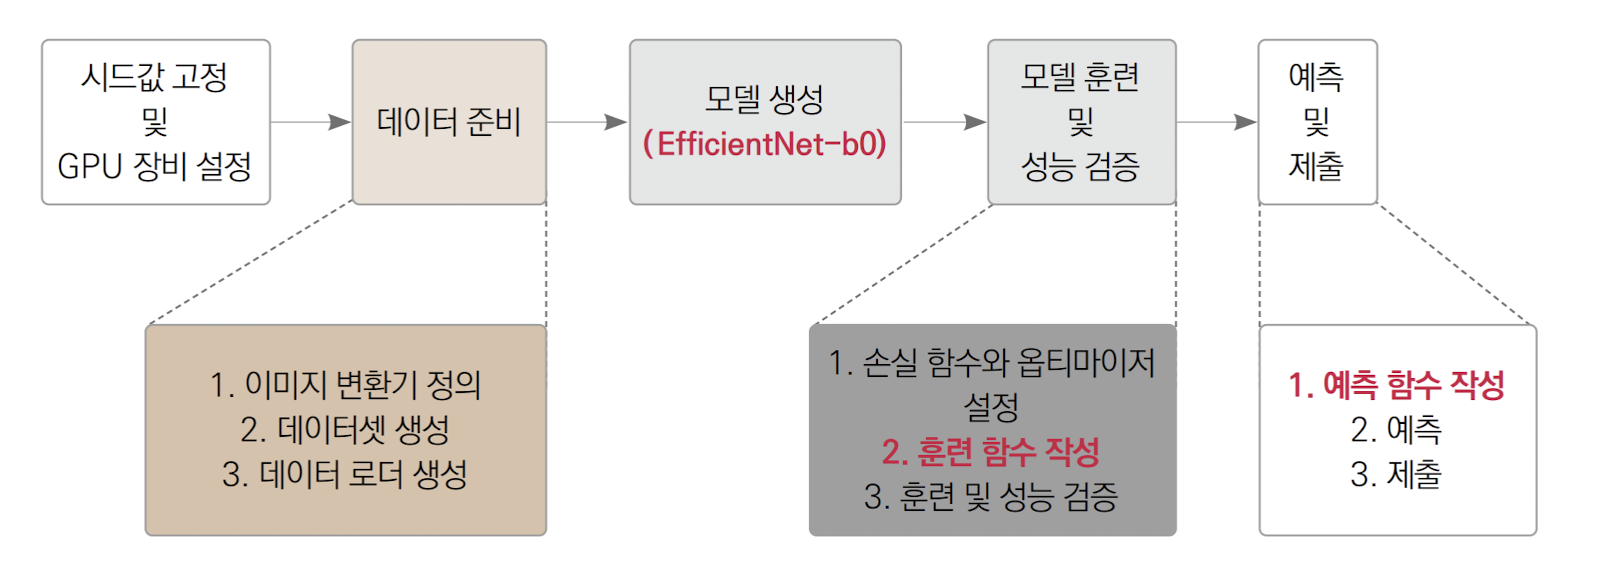 시드값 고정
및
GPU 장비 설정
데이터 준비
모델 생성
(EfficientNet-b0)
모델 훈련
및
성능 검증
예측
및
제출
1. 이미지 변환기 정의
2. 데이터셋 생성
3. 데이터 로더 생성
1. 손실 함수와 옵티마이저
설정
2. 훈련 함수 작성
3. 훈련 및 성능 검증
1. 예측 함수 작성
2. 예측
3. 제출